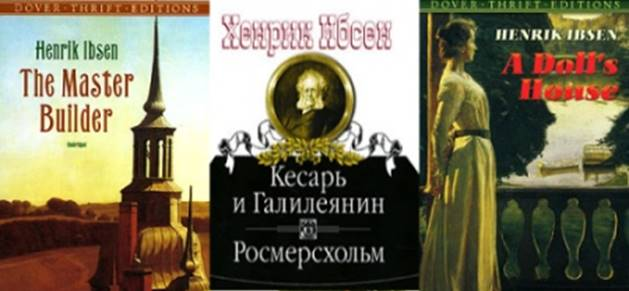 DOVER · THRIFT · EDITIONS
Henrik Ibsen
The Master
Builder
Unabridged
Хенрик Ибсен
Кесарь
и Галилеянин
Росмерсхольм
DOVER · THRIFT · EDITIONS
HENRIK IBSEN
A Doll's
House